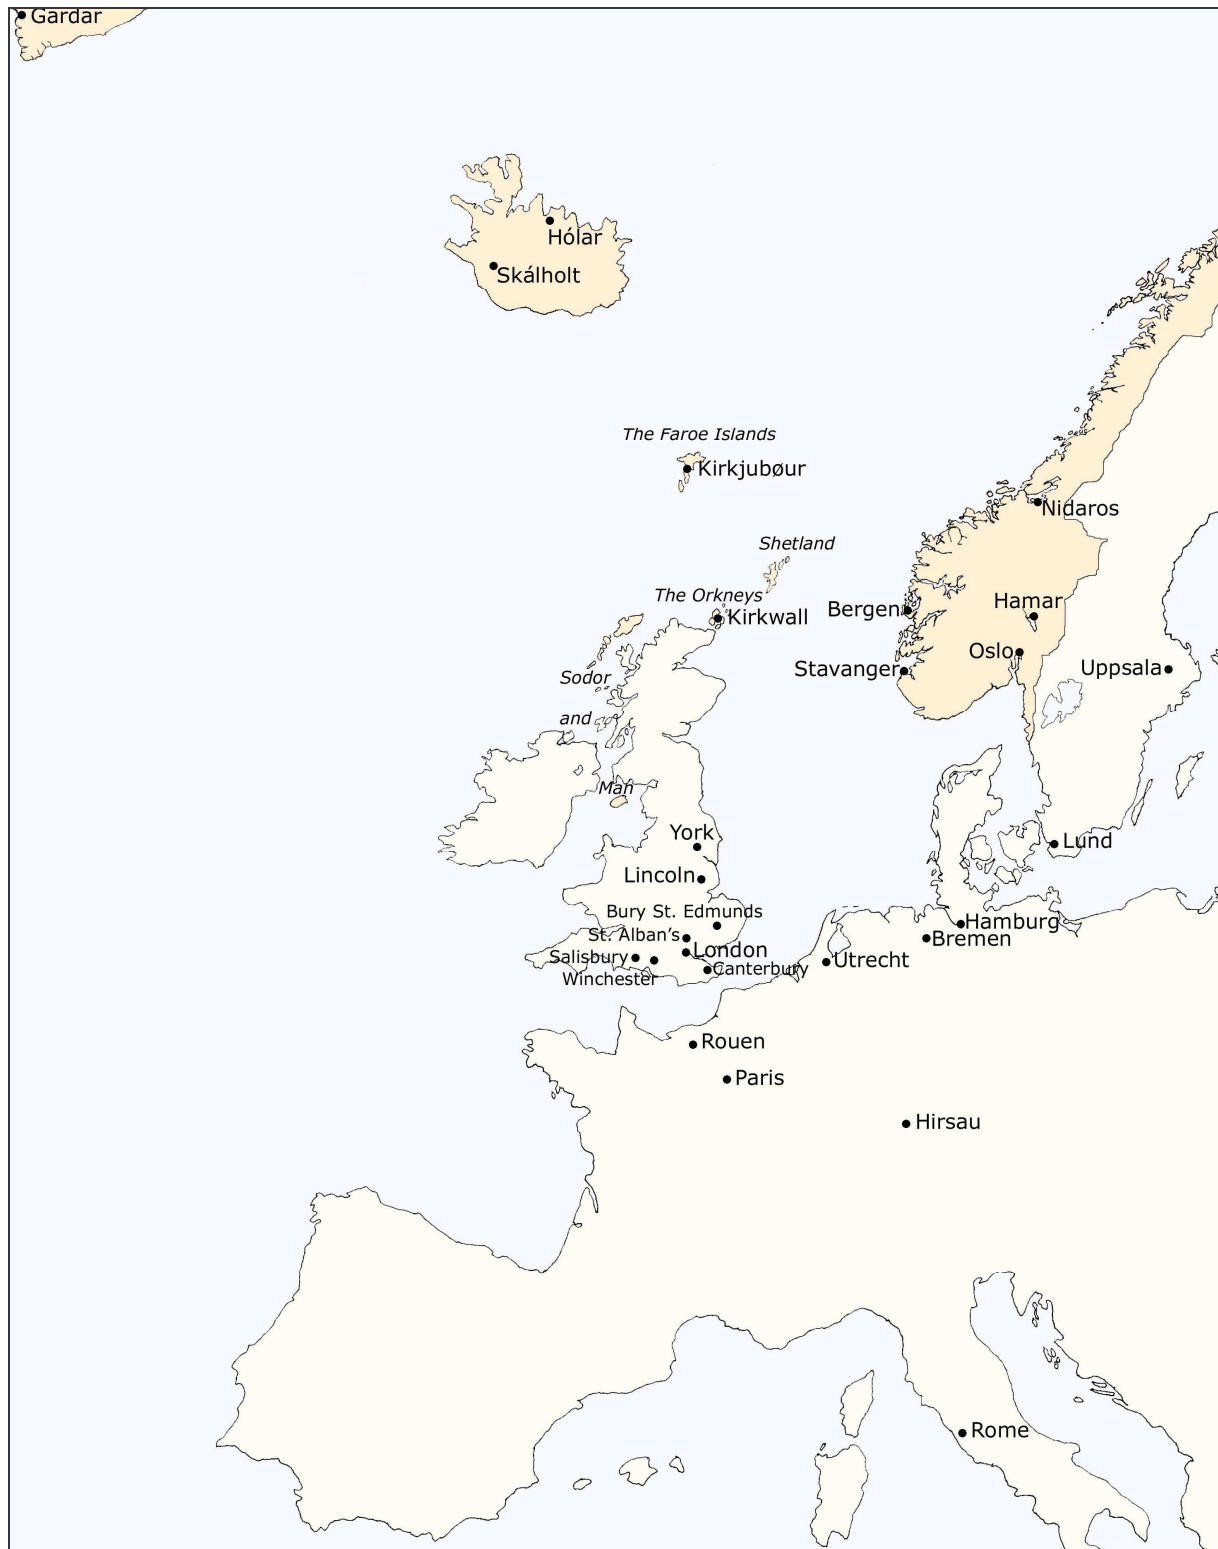 Gardar
Hólar
Skálholt
The Faroe Islands
Kirkjubøur
Nidaros
Shetland
The Orkneys
Kirkwall
Bergen
Hamar
Oslo
Stavanger
Uppsala
Sodor
and
Man
York
Lund
Lincoln
Bury St. Edmunds
Hamburg
St. Alban’s
Bremen
London
Salisbury
Utrecht
Canterbury
Winchester
Rouen
Paris
Hirsau
Rome